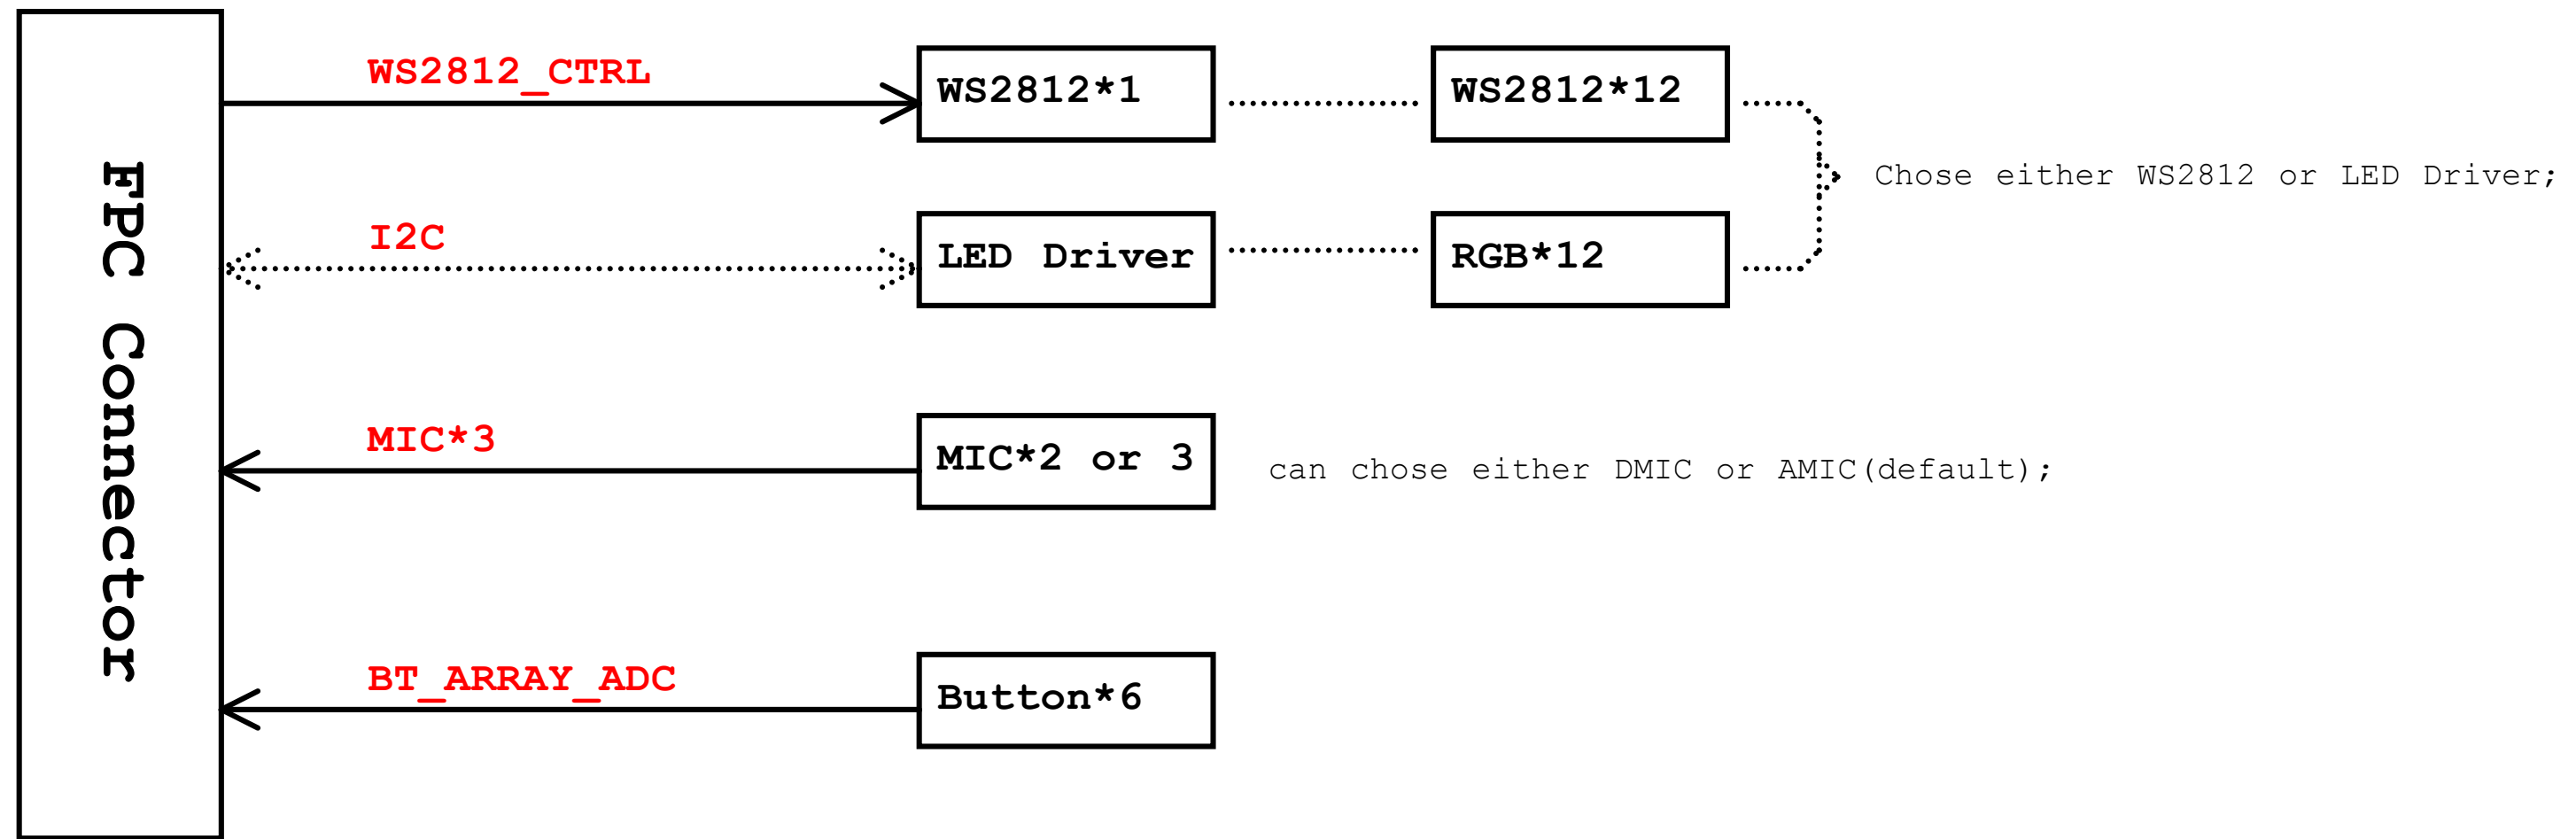 FPC Connector
WS2812_CTRL
WS2812*1
WS2812*12
Chose either WS2812 or LED Driver;
I2C
LED Driver
RGB*12
MIC*3
MIC*2 or 3
can chose either DMIC or AMIC(default);
BT_ARRAY_ADC
Button*6